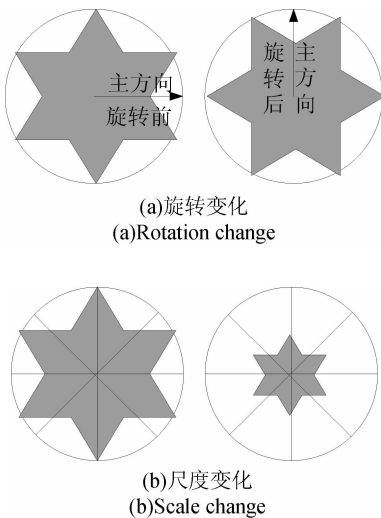 主方向
旋转前
旋转后
主方向
(a)旋转变化
(a)Rotation change
(b)尺度变化
(b)Scale change